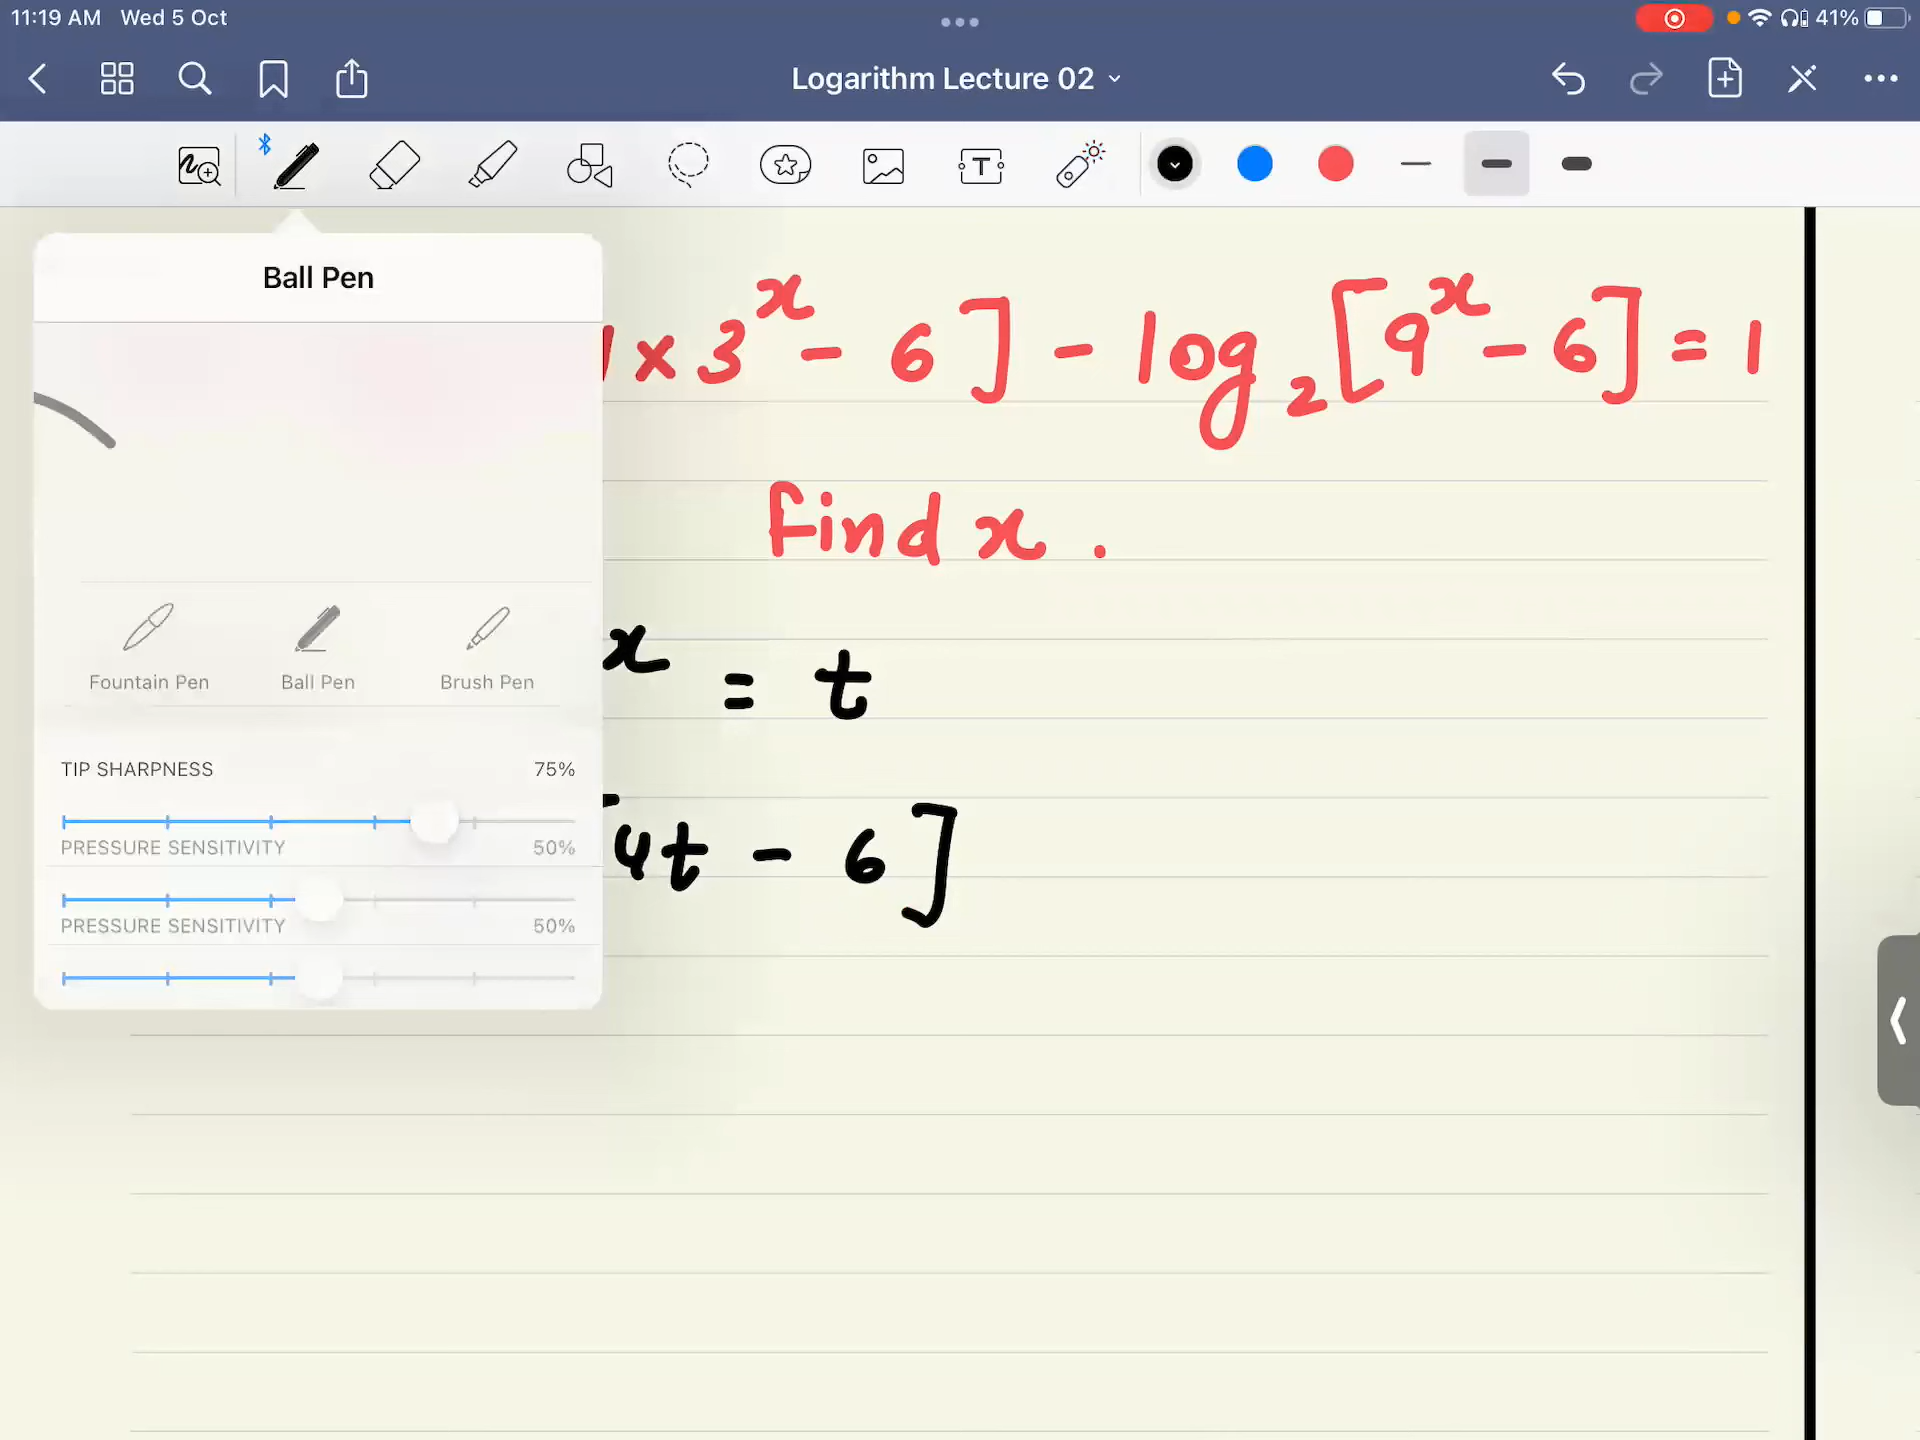 11:19 AM Wed 5 Oct
41%
Logarithm Lecture 02
T
Ball Pen
× 3^x - 6 ] - log_2 [ 9^x - 6 ] = 1
Find x .
Fountain Pen Ball Pen Brush Pen
x = t
TIP SHARPNESS 75%
PRESSURE SENSITIVITY 50%
4t - 6 ]
PRESSURE SENSITIVITY 50%